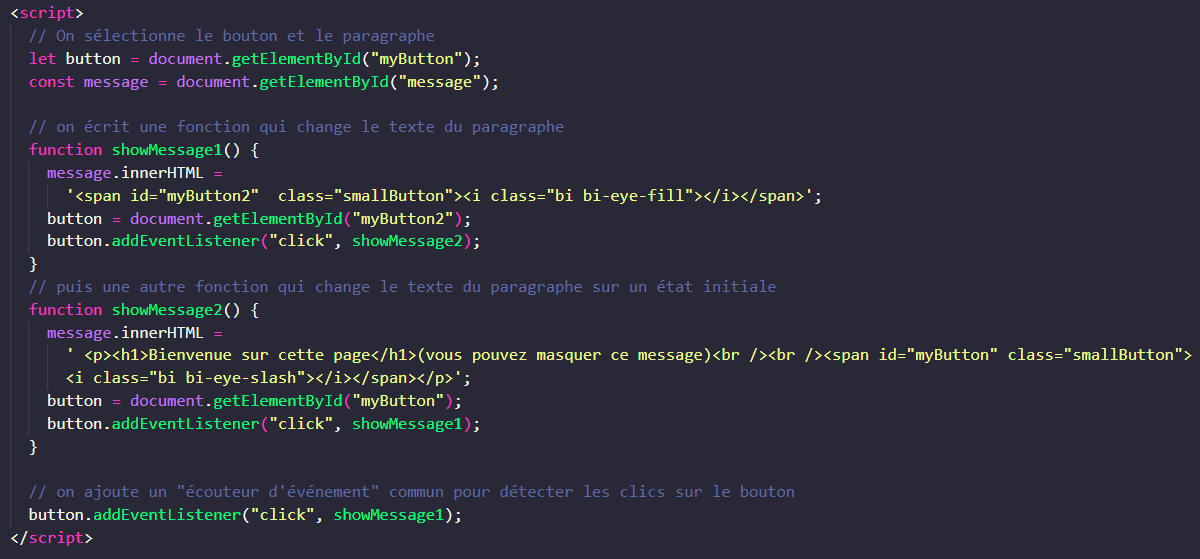 <script>
// On sélectionne le bouton et le paragraphe
let button = document.getElementById("myButton");
const message = document.getElementById("message");
// on écrit une fonction qui change le texte du paragraphe
function showMessage1() {
message.innerHTML =
'<span id="myButton2"  class="smallButton"><i class="bi bi-eye-fill"></i></span>';
button = document.getElementById("myButton2");
button.addEventListener("click", showMessage2);
}
// puis une autre fonction qui change le texte du paragraphe sur un état initiale
function showMessage2() {
message.innerHTML =
' <p><h1>Bienvenue sur cette page</h1>(vous pouvez masquer ce message)<br /><br /><span id="myButton" class="smallButton">
<i class="bi bi-eye-slash"></i></span></p>';
button = document.getElementById("myButton");
button.addEventListener("click", showMessage1);
}
// on ajoute un "écouteur d'événement" commun pour détecter les clics sur le bouton
button.addEventListener("click", showMessage1);
</script>